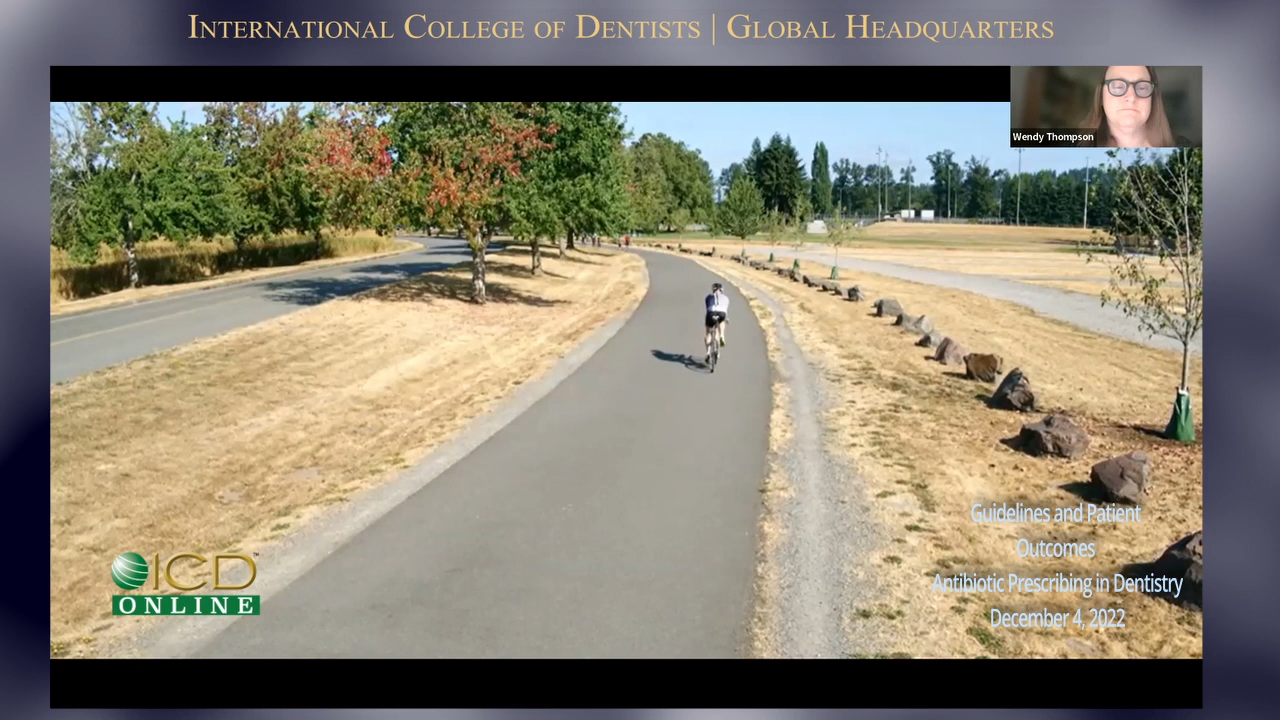 INTERNATIONAL COLLEGE OF DENTISTS | GLOBAL HEADQUARTERS
Wendy Thompson
Guidelines and Patient
Outcomes
Antibiotic Prescribing in Dentistry
December 4, 2022
ICD™
ONLINE